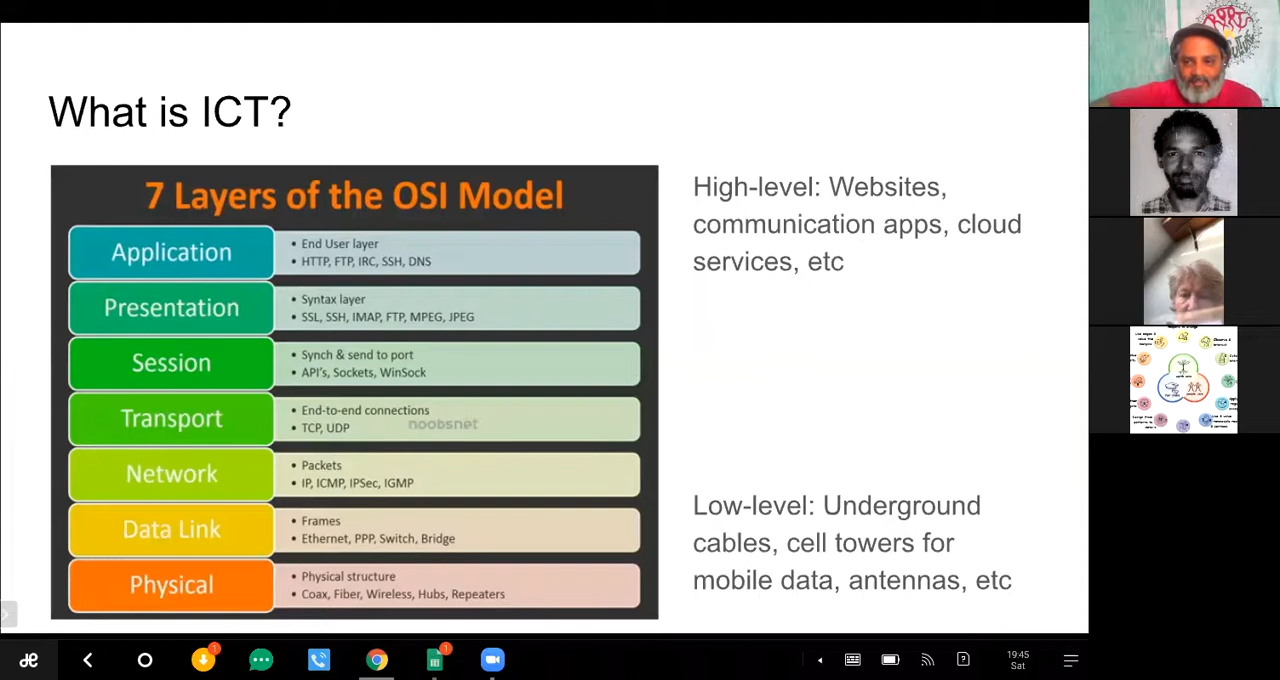 What is ICT?
7 Layers of the OSI Model
Application
• End User layer
• HTTP, FTP, IRC, SSH, DNS
Presentation
• Syntax layer
• SSL, SSH, IMAP, FTP, MPEG, JPEG
Session
• Synch & send to port
• API's, Sockets, WinSock
Transport
• End-to-end connections
• TCP, UDP
noobsnet
Network
• Packets
• IP, ICMP, IPSec, IGMP
Data Link
• Frames
• Ethernet, PPP, Switch, Bridge
Physical
• Physical structure
• Coax, Fiber, Wireless, Hubs, Repeaters
High-level: Websites,
communication apps, cloud
services, etc
Low-level: Underground
cables, cell towers for
mobile data, antennas, etc
1
1
19:45
Sat